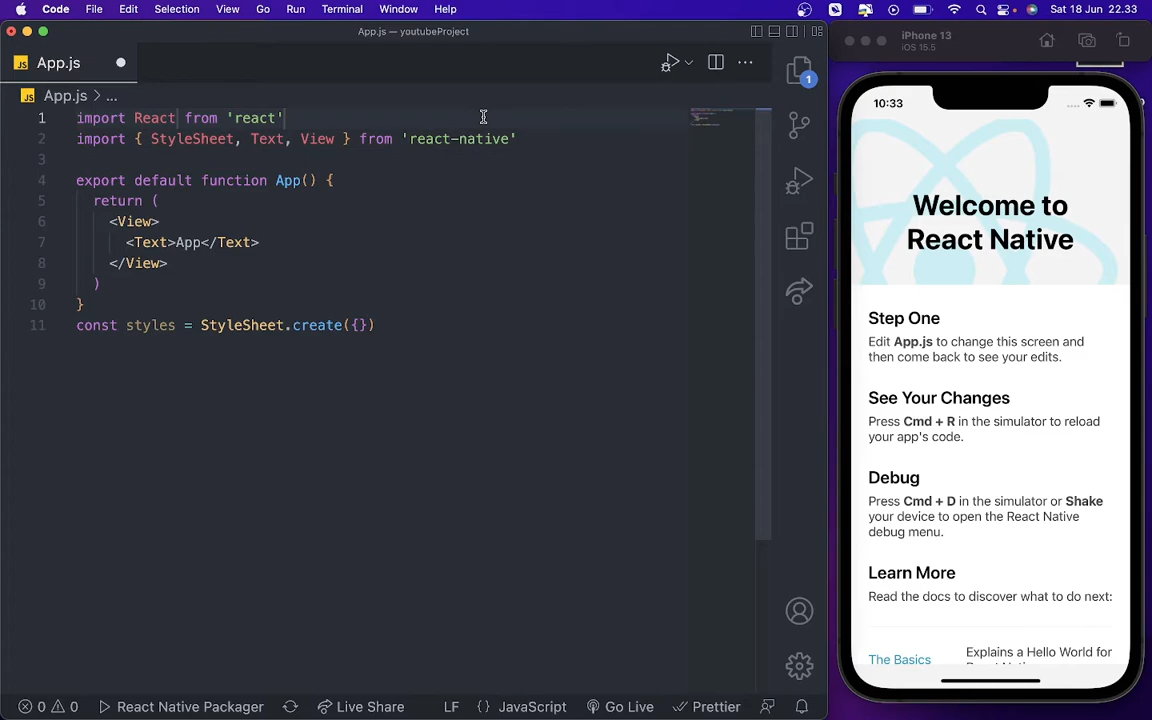 Code File Edit Selection View Go Run Terminal Window Help Sat 18 Jun 22.33
App.js — youtubeProject
JS App.js
JS App.js > ...
1 import React from 'react'
2 import { StyleSheet, Text, View } from 'react-native'
3
4 export default function App() {
5 return (
6 <View>
7 <Text>App</Text>
8 </View>
9 )
10 }
11 const styles = StyleSheet.create({})
1
0 0 React Native Packager Live Share LF {} JavaScript Go Live Prettier
iPhone 13
iOS 15.5
10:33
Welcome to
React Native
Step One
Edit App.js to change this screen and
then come back to see your edits.
See Your Changes
Press Cmd + R in the simulator to reload
your app's code.
Debug
Press Cmd + D in the simulator or Shake
your device to open the React Native
debug menu.
Learn More
Read the docs to discover what to do next:
The Basics Explains a Hello World for